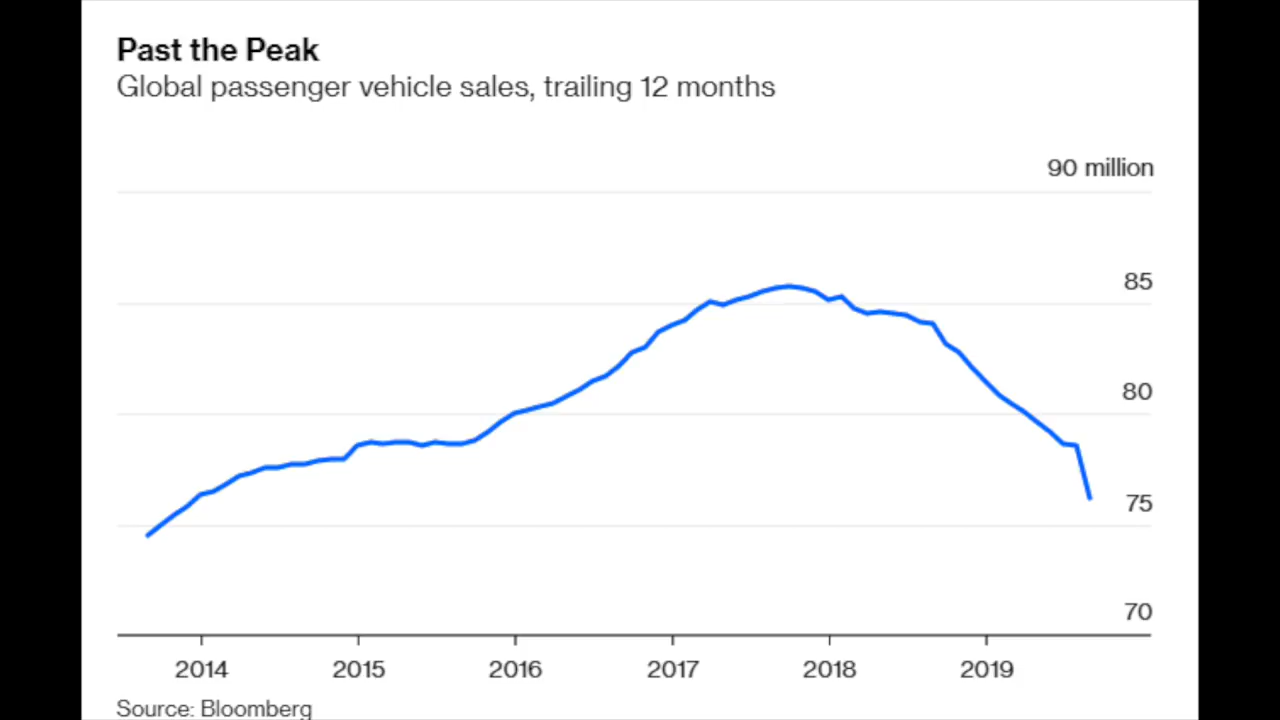 Past the Peak
Global passenger vehicle sales, trailing 12 months
90 million
85
80
75
70
2014 2015 2016 2017 2018 2019
Source: Bloomberg